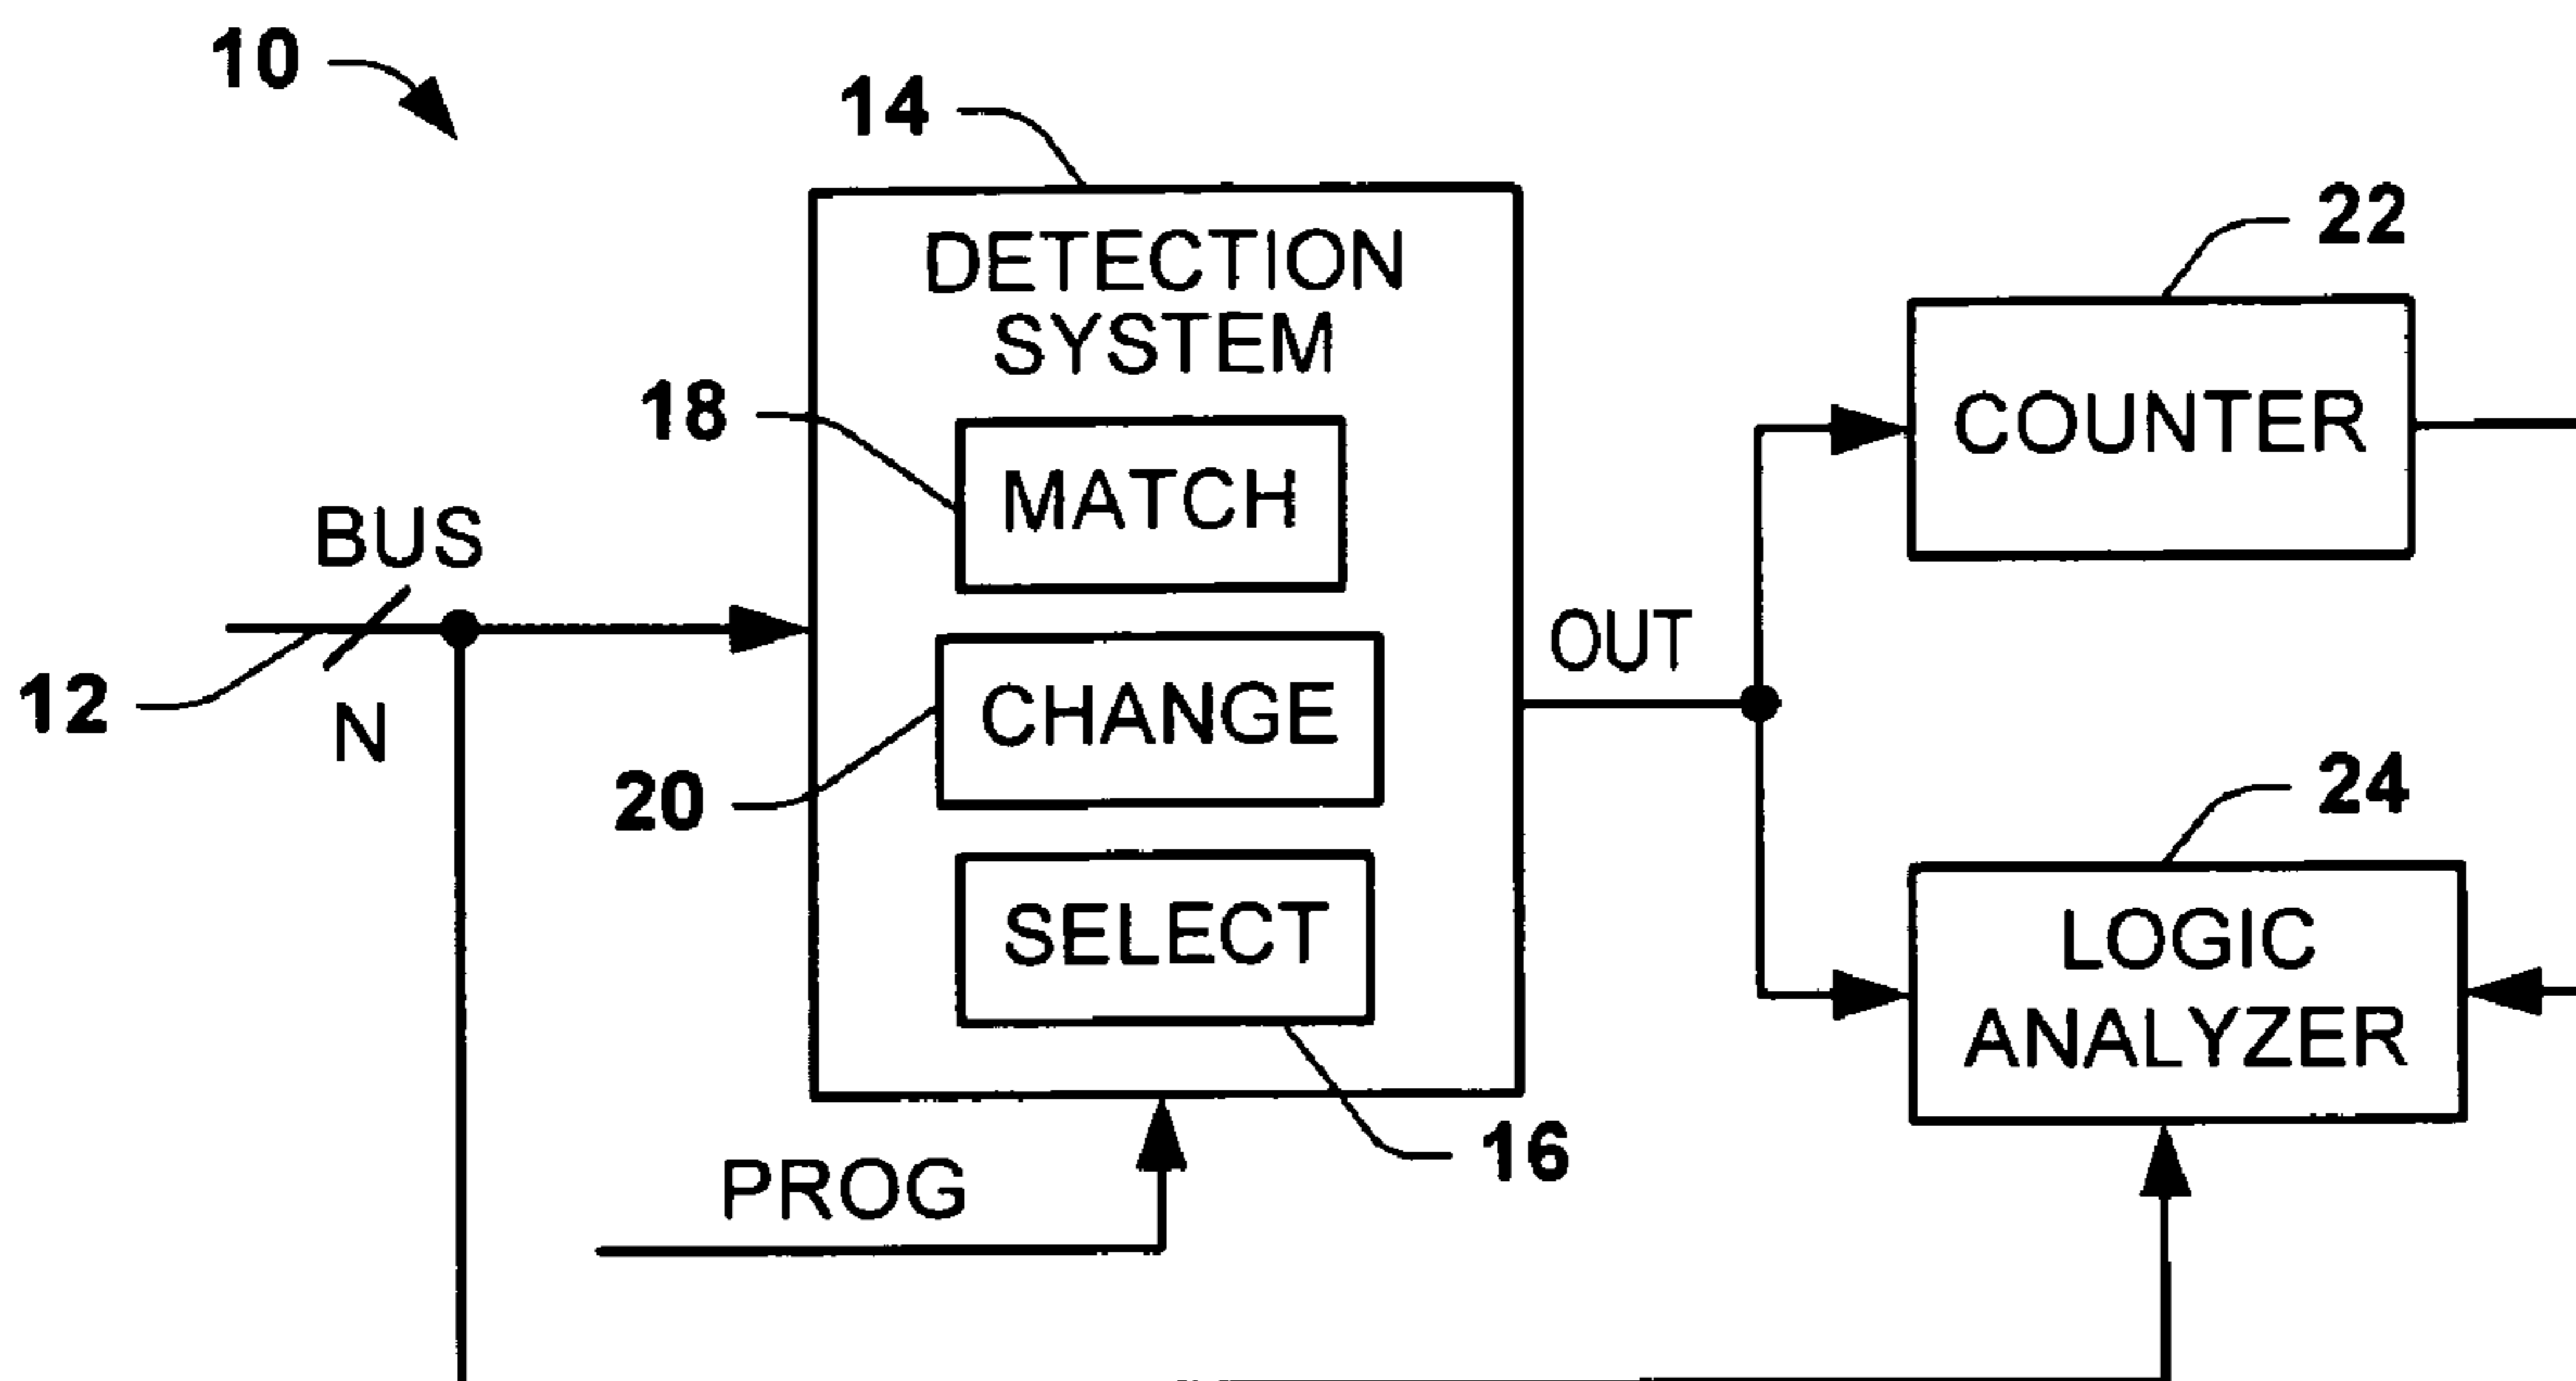 10
14
DETECTION
SYSTEM
22
18
MATCH
COUNTER
BUS
OUT
12
N
CHANGE
20
24
SELECT
LOGIC
ANALYZER
16
PROG